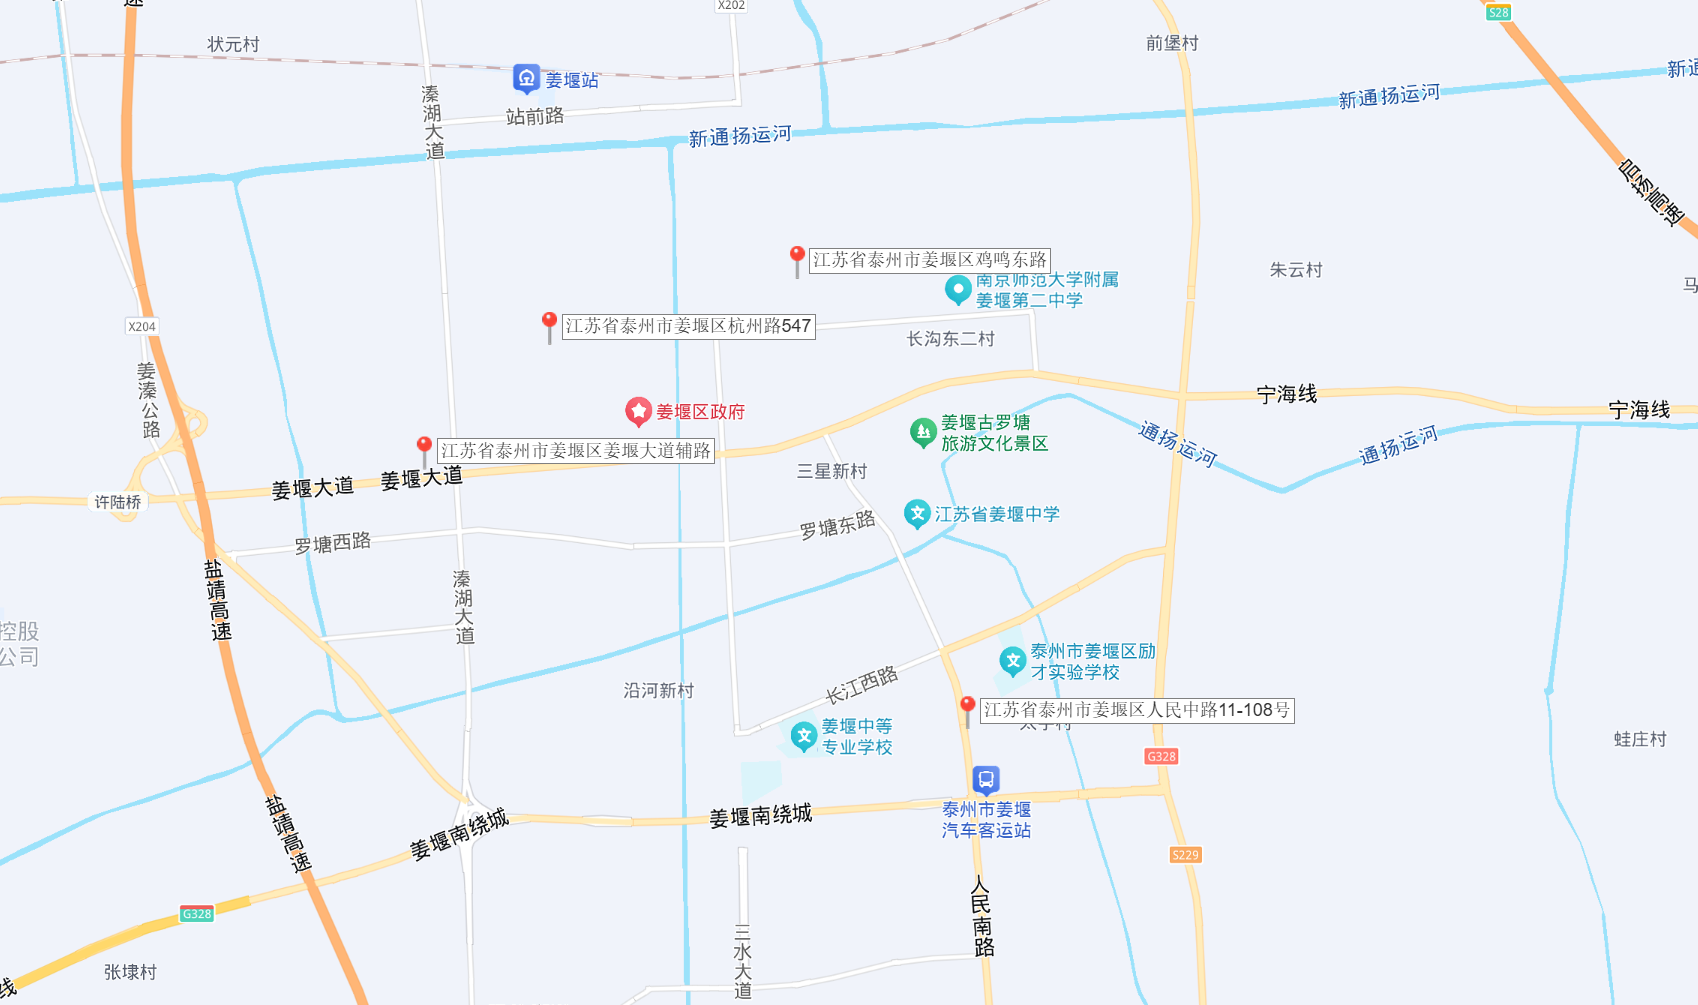 速
X202
S28
状元村
前堡村
姜堰站
新通
溱湖大道
站前路
新通扬运河
新通扬运河
启扬高速
江苏省泰州市姜堰区鸡鸣东路
朱云村
南京师范大学附属
姜堰第二中学
马
X204
江苏省泰州市姜堰区杭州路547
长沟东二村
姜溱公路
宁海线
宁海线
姜堰区政府
姜堰古罗塘
旅游文化景区
通扬运河
通扬运河
江苏省泰州市姜堰区姜堰大道辅路
三星新村
姜堰大道
姜堰大道
许陆桥
江苏省姜堰中学
罗塘东路
罗塘西路
盐靖高速
溱湖大道
控股
公司
泰州市姜堰区励
才实验学校
沿河新村
长江西路
江苏省泰州市姜堰区人民中路11-108号
姜堰中等
专业学校
蛙庄村
G328
泰州市姜堰
汽车客运站
姜堰南绕城
姜堰南绕城
盐靖高速
S229
人民南路
G328
三水大道
张埭村
线